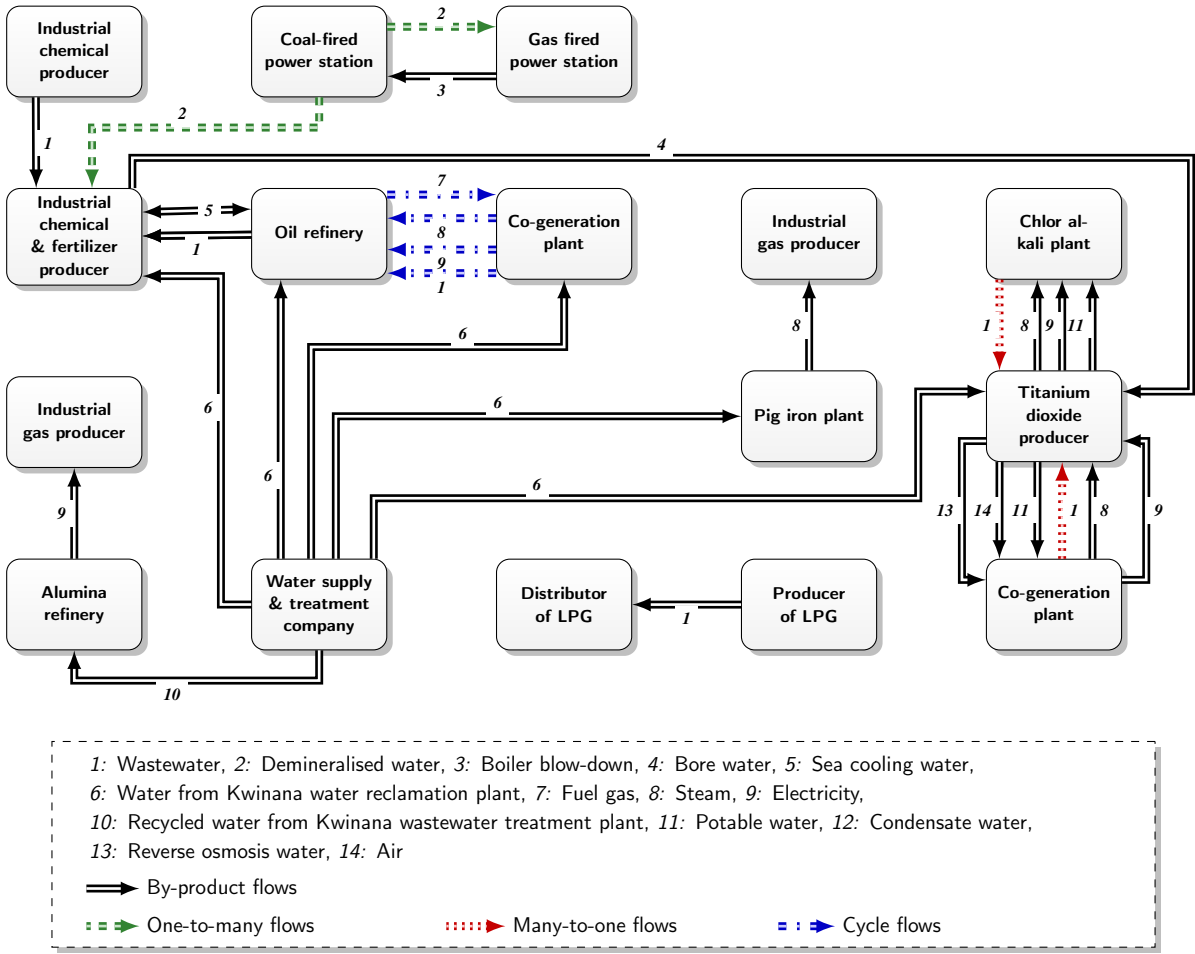 Industrial
chemical
producer
Coal-fired
power station
2
Gas fired
power station
3
2
1
4
Industrial
chemical
& fertilizer
producer
5
1
Oil refinery
7
8
9
1
Co-generation
plant
Industrial
gas producer
Chlor al-
kali plant
6
8
1
8
9
11
Industrial
gas producer
6
6
Pig iron plant
Titanium
dioxide
producer
9
6
6
13
14
11
1
8
9
Alumina
refinery
Water supply
& treatment
company
Distributor
of LPG
1
Producer
of LPG
Co-generation
plant
10
1: Wastewater, 2: Demineralised water, 3: Boiler blow-down, 4: Bore water, 5: Sea cooling water,
6: Water from Kwinana water reclamation plant, 7: Fuel gas, 8: Steam, 9: Electricity,
10: Recycled water from Kwinana wastewater treatment plant, 11: Potable water, 12: Condensate water,
13: Reverse osmosis water, 14: Air
By-product flows
One-to-many flows
Many-to-one flows
Cycle flows